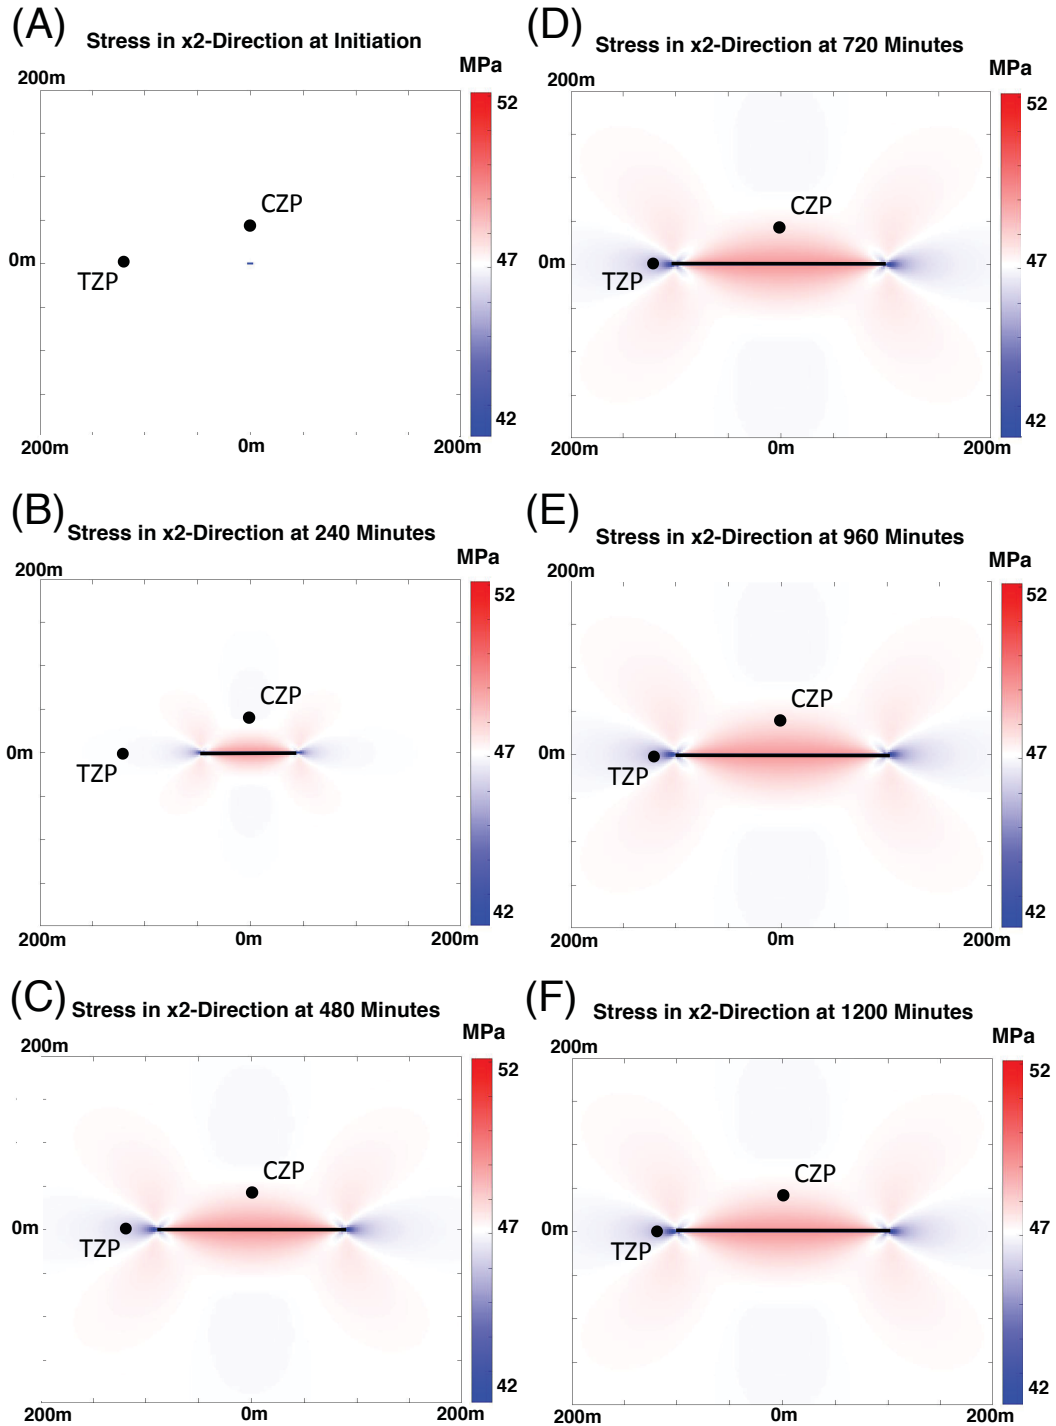 (A)
Stress in x2-Direction at Initiation
MPa
200m
52
CZP
0m
TZP
47
42
200m
0m
200m
(B)
Stress in x2-Direction at 240 Minutes
MPa
200m
52
CZP
0m
TZP
47
42
200m
0m
200m
(C)
Stress in x2-Direction at 480 Minutes
MPa
200m
52
CZP
0m
TZP
47
42
200m
0m
200m
(D)
Stress in x2-Direction at 720 Minutes
MPa
200m
52
CZP
0m
TZP
47
42
200m
0m
200m
(E)
Stress in x2-Direction at 960 Minutes
MPa
200m
52
CZP
0m
TZP
47
42
200m
0m
200m
(F)
Stress in x2-Direction at 1200 Minutes
MPa
200m
52
CZP
0m
TZP
47
42
200m
0m
200m